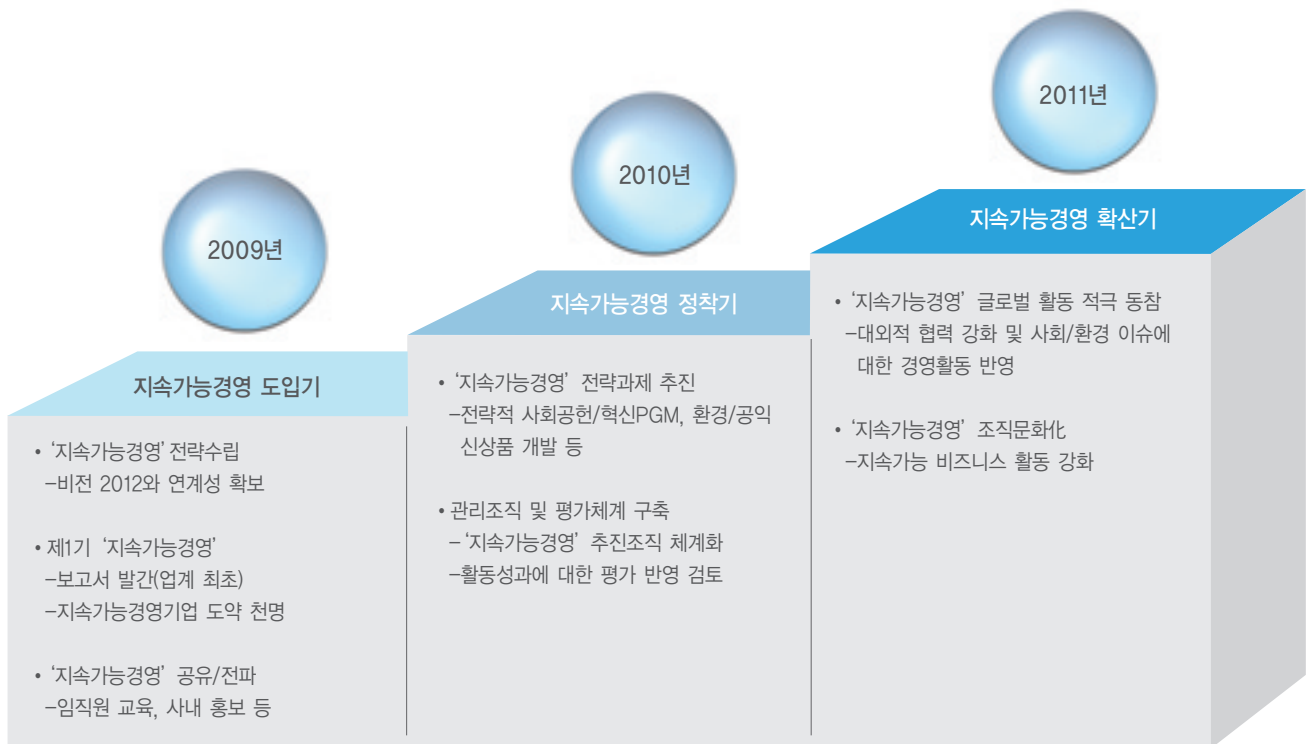 2009년
지속가능경영 도입기
• ‘지속가능경영’ 전략수립
–비전 2012와 연계성 확보
• 제1기 ‘지속가능경영’
–보고서 발간(업계 최초)
–지속가능경영기업 도약 천명
• ‘지속가능경영’ 공유/전파
–임직원 교육, 사내 홍보 등
2010년
지속가능경영 정착기
• ‘지속가능경영’ 전략과제 추진
–전략적 사회공헌/혁신PGM, 환경/공익
신상품 개발 등
• 관리조직 및 평가체계 구축
–‘지속가능경영’ 추진조직 체계화
–활동성과에 대한 평가 반영 검토
2011년
지속가능경영 확산기
• ‘지속가능경영’ 글로벌 활동 적극 동참
–대외적 협력 강화 및 사회/환경 이슈에
대한 경영활동 반영
• ‘지속가능경영’ 조직문화化
–지속가능 비즈니스 활동 강화